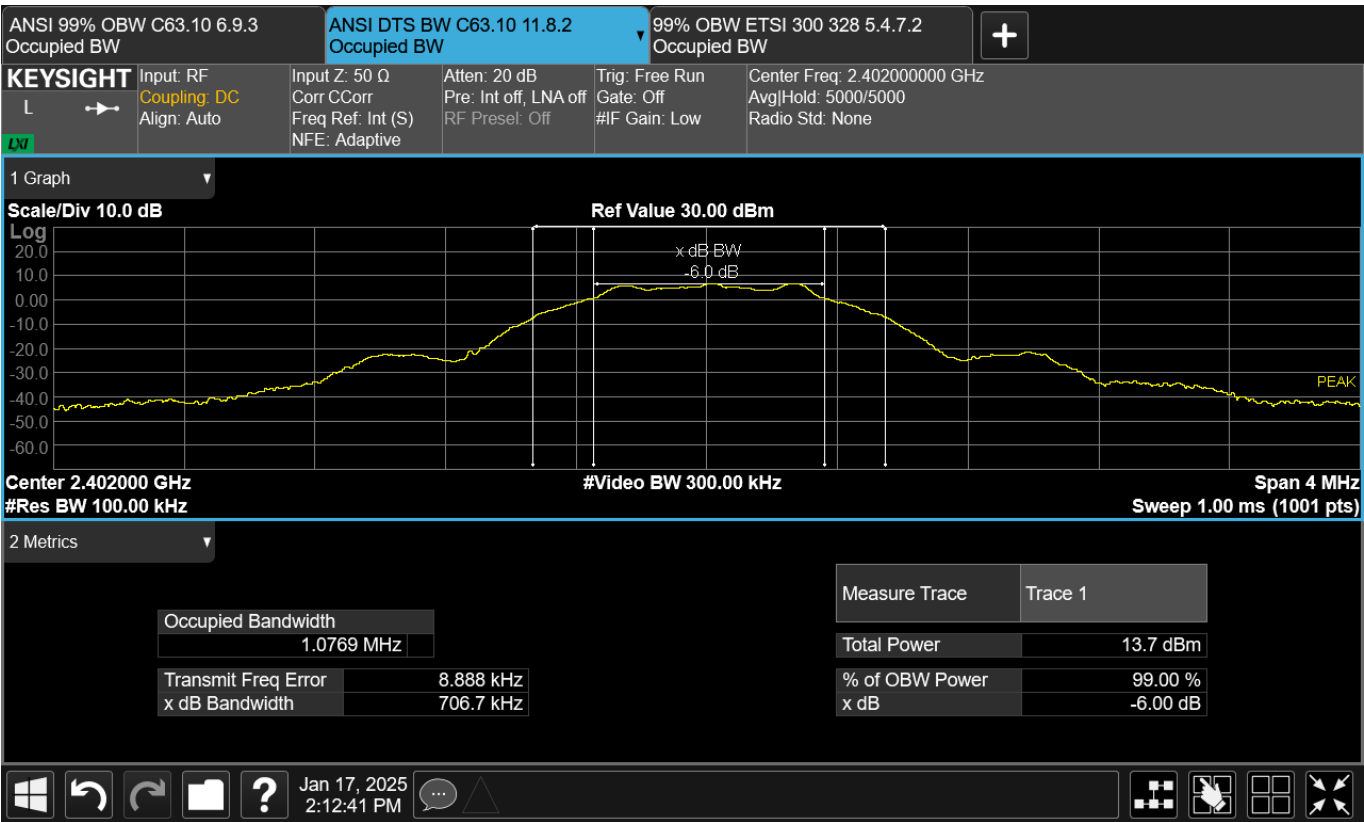 ANSI 99% OBW C63.10 6.9.3
Occupied BW
ANSI DTS BW C63.10 11.8.2
Occupied BW
99% OBW ETSI 300 328 5.4.7.2
Occupied BW
KEYSIGHT
L
LXI
Input: RF
Coupling: DC
Align: Auto
Input Z: 50 Ω
Corr CCorr
Freq Ref: Int (S)
NFE: Adaptive
Atten: 20 dB
Pre: Int off, LNA off
RF Presel: Off
Trig: Free Run
Gate: Off
#IF Gain: Low
Center Freq: 2.402000000 GHz
Avg|Hold: 5000/5000
Radio Std: None
1 Graph
Scale/Div 10.0 dB
Ref Value 30.00 dBm
Log
20.0
10.0
0.00
-10.0
-20.0
-30.0
-40.0
-50.0
-60.0
x dB BW
-6.0 dB
PEAK
Center 2.402000 GHz
#Video BW 300.00 kHz
Span 4 MHz
#Res BW 100.00 kHz
Sweep 1.00 ms (1001 pts)
2 Metrics
Occupied Bandwidth
1.0769 MHz
Transmit Freq Error 8.888 kHz
x dB Bandwidth 706.7 kHz
Measure Trace Trace 1
Total Power 13.7 dBm
% of OBW Power 99.00 %
x dB -6.00 dB
?
Jan 17, 2025
2:12:41 PM